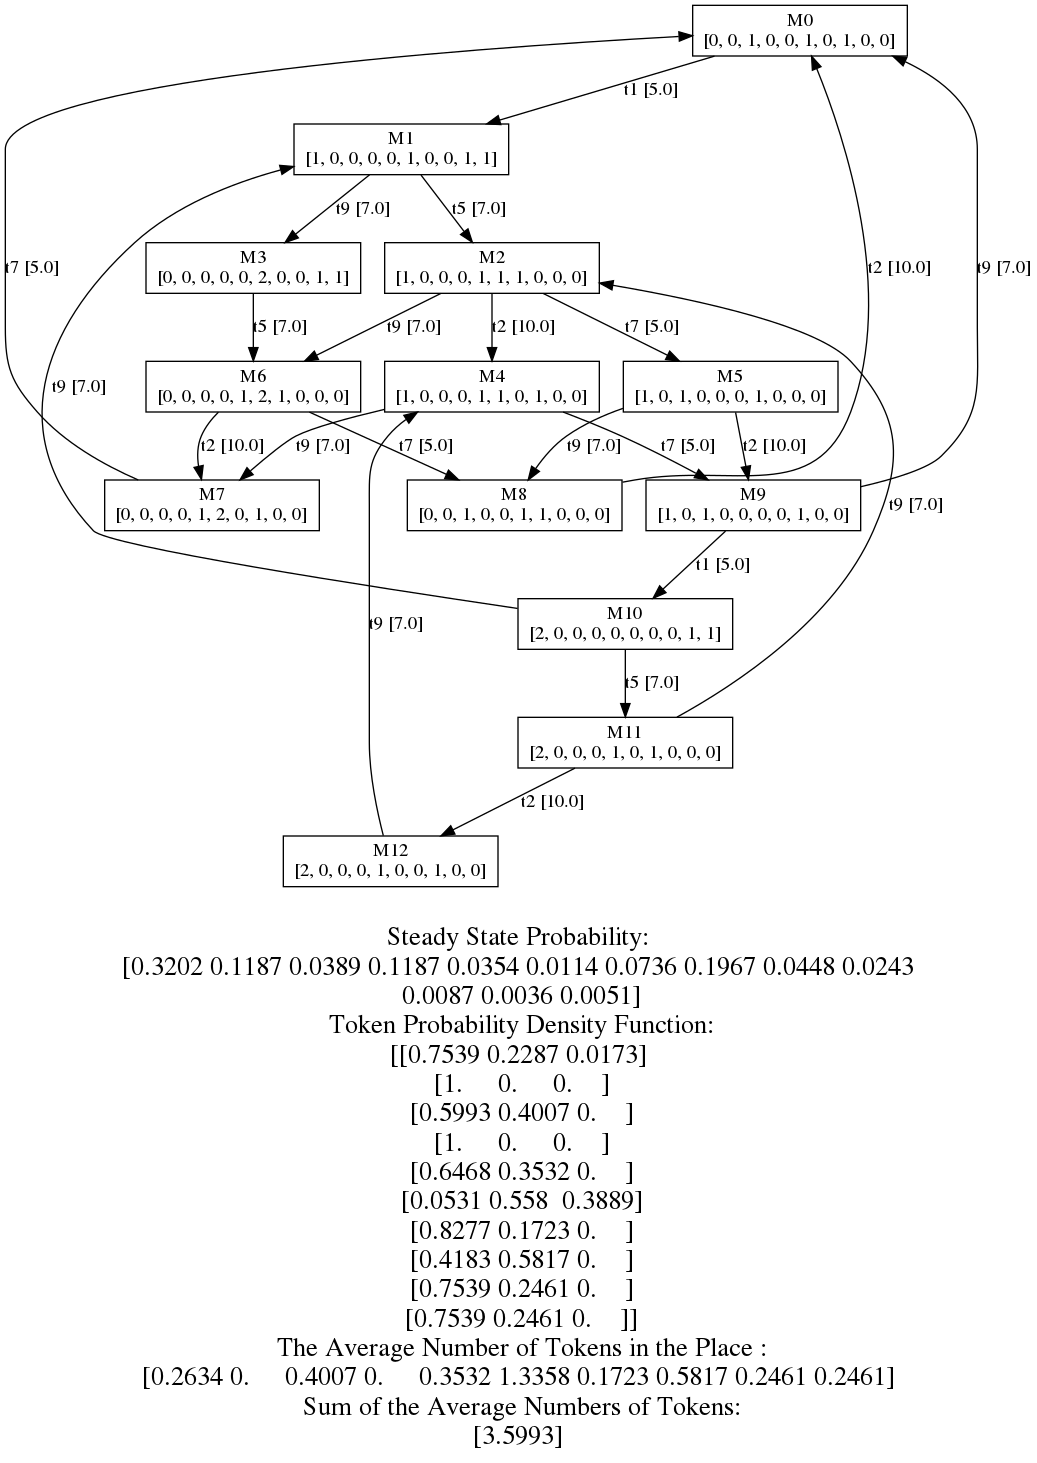 M0
[0, 0, 1, 0, 0, 1, 0, 1, 0, 0]
t1 [5.0]
M1
[1, 0, 0, 0, 0, 1, 0, 0, 1, 1]
t9 [7.0]
t5 [7.0]
M3
[0, 0, 0, 0, 0, 2, 0, 0, 1, 1]
M2
[1, 0, 0, 0, 1, 1, 1, 0, 0, 0]
t7 [5.0]
t2 [10.0]
t9 [7.0]
t5 [7.0]
t9 [7.0]
t2 [10.0]
t7 [5.0]
M6
[0, 0, 0, 0, 1, 2, 1, 0, 0, 0]
M4
[1, 0, 0, 0, 1, 1, 0, 1, 0, 0]
M5
[1, 0, 1, 0, 0, 0, 1, 0, 0, 0]
t9 [7.0]
t2 [10.0]
t9 [7.0]
t7 [5.0]
t9 [7.0]
t7 [5.0]
t2 [10.0]
M7
[0, 0, 0, 0, 1, 2, 0, 1, 0, 0]
M8
[0, 0, 1, 0, 0, 1, 1, 0, 0, 0]
M9
[1, 0, 1, 0, 0, 0, 0, 1, 0, 0]
t9 [7.0]
t1 [5.0]
M10
[2, 0, 0, 0, 0, 0, 0, 0, 1, 1]
t9 [7.0]
t5 [7.0]
M11
[2, 0, 0, 0, 1, 0, 1, 0, 0, 0]
t2 [10.0]
M12
[2, 0, 0, 0, 1, 0, 0, 1, 0, 0]
Steady State Probability:
[0.3202 0.1187 0.0389 0.1187 0.0354 0.0114 0.0736 0.1967 0.0448 0.0243
0.0087 0.0036 0.0051]
Token Probability Density Function:
[[0.7539 0.2287 0.0173]
[1. 0. 0. ]
[0.5993 0.4007 0. ]
[1. 0. 0. ]
[0.6468 0.3532 0. ]
[0.0531 0.558 0.3889]
[0.8277 0.1723 0. ]
[0.4183 0.5817 0. ]
[0.7539 0.2461 0. ]
[0.7539 0.2461 0. ]]
The Average Number of Tokens in the Place :
[0.2634 0. 0.4007 0. 0.3532 1.3358 0.1723 0.5817 0.2461 0.2461]
Sum of the Average Numbers of Tokens:
[3.5993]